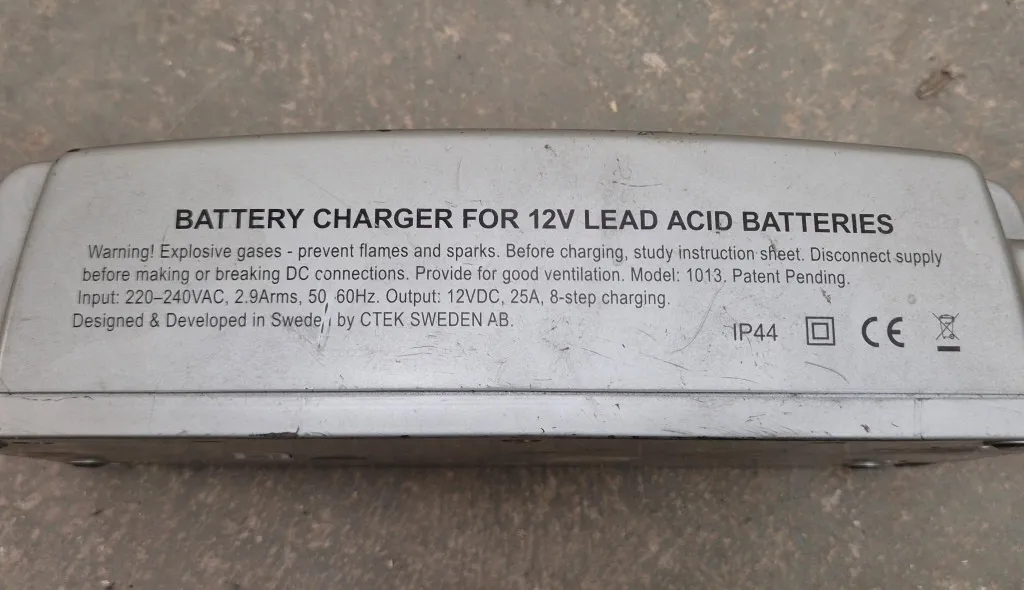 BATTERY CHARGER FOR 12V LEAD ACID BATTERIES
Warning! Explosive gases - prevent flames and sparks. Before charging, study instruction sheet. Disconnect supply
before making or breaking DC connections. Provide for good ventilation. Model: 1013. Patent Pending.
Input: 220–240VAC, 2.9Arms, 50 60Hz. Output: 12VDC, 25A, 8-step charging.
Designed & Developed in Swede by CTEK SWEDEN AB.
IP44 CE